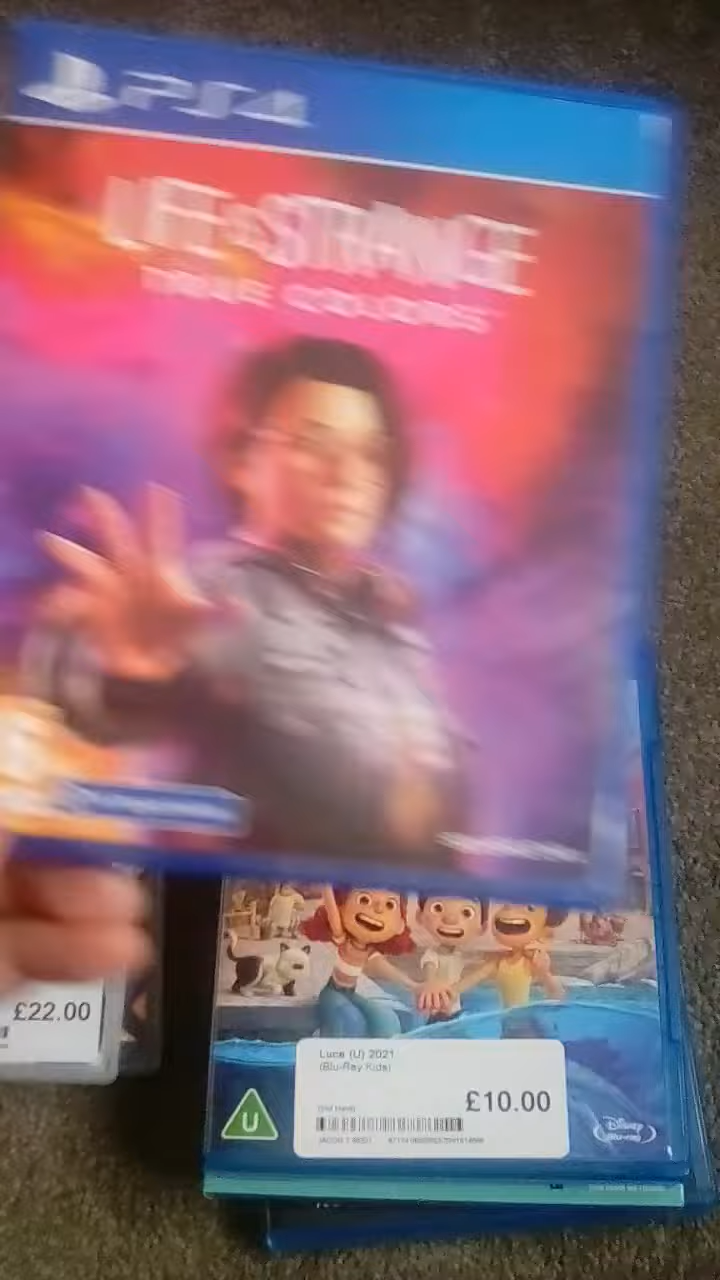 PS4
LIFE is STRANGE
TRUE COLORS
£22.00
Luca (U) 2021
(Blu-Ray Kids)
£10.00
U
Disney
Blu-ray